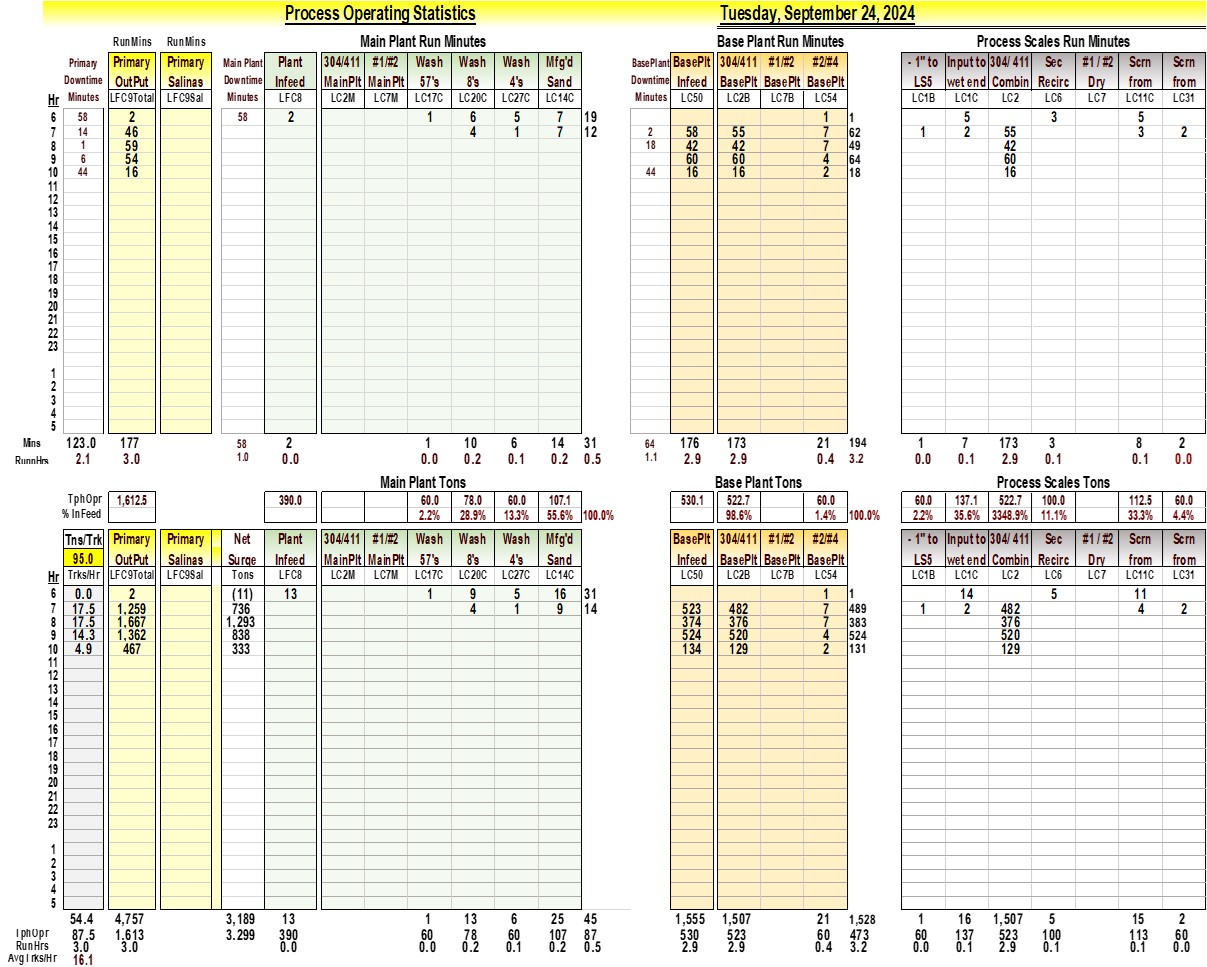 Process Operating Statistics Tuesday, September 24, 2024
RunMins RunMins Main Plant Run Minutes Base Plant Run Minutes Process Scales Run Minutes
Primary Primary Primary Main Plant Plant 304/411 #1/#2 Wash Wash Wash Mfg'd BasePlant BasePlt 304/411 #1/#2 #2/#4 - 1" to Input to 304/ 411 Sec #1 / #2 Scrn Scrn
Downtime OutPut Salinas Downtime Infeed MainPlt MainPlt 57's 8's 4's Sand Downtime Infeed BasePlt BasePlt BasePlt LS5 wet end Combin Recirc Dry from from
Hr Minutes LFC9Total LFC9Sal Minutes LFC8 LC2M LC7M LC17C LC20C LC27C LC14C Minutes LC50 LC2B LC7B LC54 LC1B LC1C LC2 LC6 LC7 LC11C LC31
6 58 2 58 2 1 6 5 7 19 1 1 5 3 5
7 14 46 4 1 7 12 2 58 55 7 62 1 2 55 3 2
8 1 59 18 42 42 7 49 42
9 6 54 60 60 4 64 60
10 44 16 44 16 16 2 18 16
11
12
13
14
15
16
17
18
19
20
21
22
23
1
2
3
4
5
Mins 123.0 177 58 2 1 10 6 14 31 64 176 173 21 194 1 7 173 3 8 2
RunnHrs 2.1 3.0 1.0 0.0 0.0 0.2 0.1 0.2 0.5 1.1 2.9 2.9 0.4 3.2 0.0 0.1 2.9 0.1 0.1 0.0
Main Plant Tons Base Plant Tons Process Scales Tons
TphOpr 1,612.5 390.0 60.0 78.0 60.0 107.1 530.1 522.7 60.0 60.0 137.1 522.7 100.0 112.5 60.0
% InFeed 2.2% 28.9% 13.3% 55.6% 100.0% 98.6% 1.4% 100.0% 2.2% 35.6% 3348.9% 11.1% 33.3% 4.4%
Tns/Trk Primary Primary Net Plant 304/411 #1/#2 Wash Wash Wash Mfg'd BasePlt 304/411 #1/#2 #2/#4 - 1" to Input to 304/ 411 Sec #1 / #2 Scrn Scrn
95.0 OutPut Salinas Surge Infeed MainPlt MainPlt 57's 8's 4's Sand Infeed BasePlt BasePlt BasePlt LS5 wet end Combin Recirc Dry from from
Hr Trks/Hr LFC9Total LFC9Sal Tons LFC8 LC2M LC7M LC17C LC20C LC27C LC14C LC50 LC2B LC7B LC54 LC1B LC1C LC2 LC6 LC7 LC11C LC31
6 0.0 2 (11) 13 1 9 5 16 31 1 1 14 5 11
7 17.5 1,259 736 4 1 9 14 523 482 7 489 1 2 482 4 2
8 17.5 1,667 1,293 374 376 7 383 376
9 14.3 1,362 838 524 520 4 524 520
10 4.9 467 333 134 129 2 131 129
11
12
13
14
15
16
17
18
19
20
21
22
23
1
2
3
4
5
54.4 4,757 3,189 13 1 13 6 25 45 1,555 1,507 21 1,528 1 16 1,507 5 15 2
TphOpr 87.5 1,613 3.299 390 60 78 60 107 87 530 523 60 473 60 137 523 100 113 60
RunHrs 3.0 3.0 0.0 0.0 0.2 0.1 0.2 0.5 2.9 2.9 0.4 3.2 0.0 0.1 2.9 0.1 0.1 0.0
AvgTrks/Hr 16.1